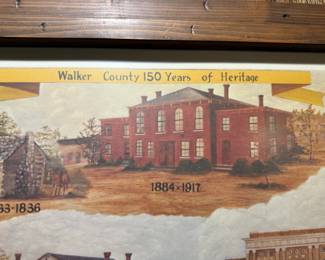 Walker County 150 Years of Heritage
1884-1917
33-1836